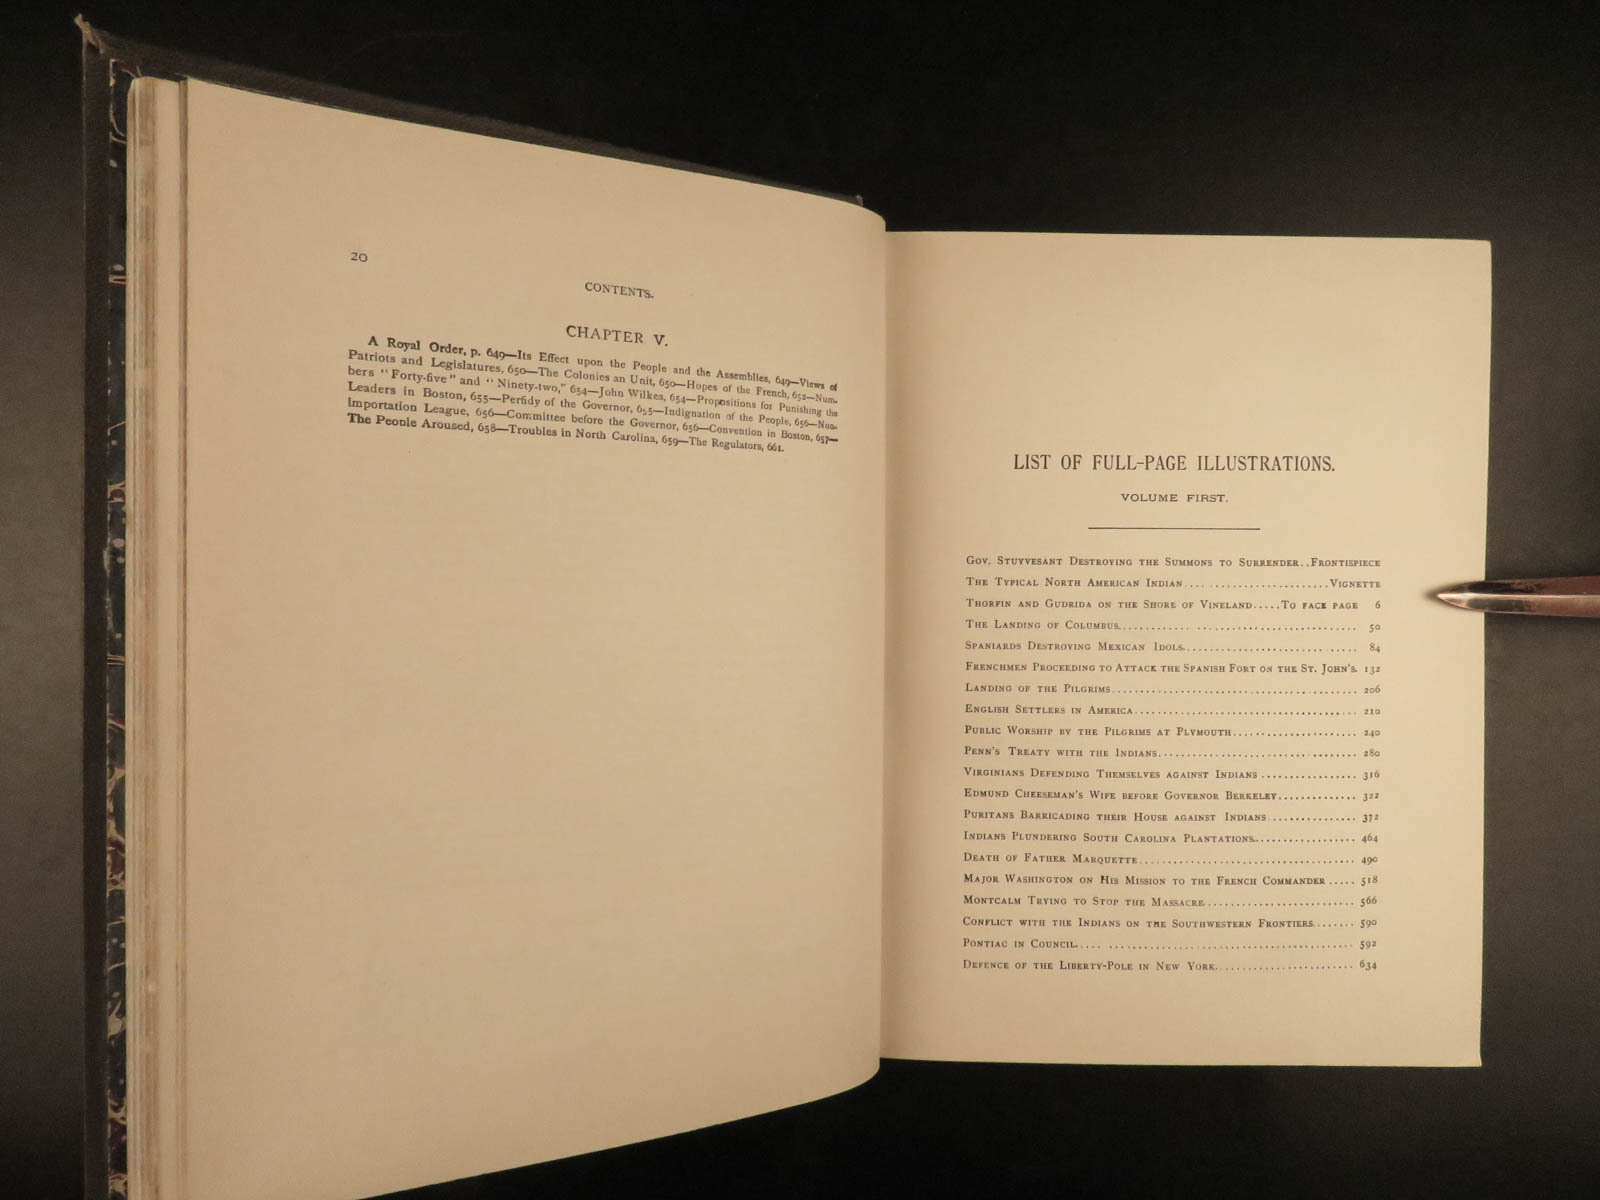 20
CONTENTS.
CHAPTER V.
A Royal Order, p. 649—Its Effect upon the People and the Assemblies, 649—Views of
Patriots and Legislatures, 650—The Colonies an Unit, 650—Hopes of the French, 652—Num-
bers "Forty-five" and "Ninety-two," 654—John Wilkes, 654—Propositions for Punishing the
Leaders in Boston, 655—Perfidy of the Governor, 655—Indignation of the People, 656—Non-
Importation League, 656—Committee before the Governor, 656—Convention in Boston, 657—
The People Aroused, 658—Troubles in North Carolina, 659—The Regulators, 661.
LIST OF FULL-PAGE ILLUSTRATIONS.
VOLUME FIRST.
GOV. STUYVESANT DESTROYING THE SUMMONS TO SURRENDER..FRONTISPIECE
THE TYPICAL NORTH AMERICAN INDIAN.........................VIGNETTE
THORFIN AND GUDRIDA ON THE SHORE OF VINELAND.....TO FACE PAGE 6
THE LANDING OF COLUMBUS........................................ 50
SPANIARDS DESTROYING MEXICAN IDOLS.............................. 84
FRENCHMEN PROCEEDING TO ATTACK THE SPANISH FORT ON THE ST. JOHN'S. 132
LANDING OF THE PILGRIMS.......................................... 206
ENGLISH SETTLERS IN AMERICA...................................... 210
PUBLIC WORSHIP BY THE PILGRIMS AT PLYMOUTH...................... 240
PENN'S TREATY WITH THE INDIANS................................... 280
VIRGINIANS DEFENDING THEMSELVES AGAINST INDIANS ................. 316
EDMUND CHEESEMAN'S WIFE BEFORE GOVERNOR BERKELEY.............. 322
PURITANS BARRICADING THEIR HOUSE AGAINST INDIANS................ 372
INDIANS PLUNDERING SOUTH CAROLINA PLANTATIONS.................. 464
DEATH OF FATHER MARQUETTE....................................... 490
MAJOR WASHINGTON ON HIS MISSION TO THE FRENCH COMMANDER ..... 518
MONTCALM TRYING TO STOP THE MASSACRE........................... 566
CONFLICT WITH THE INDIANS ON THE SOUTHWESTERN FRONTIERS........ 590
PONTIAC IN COUNCIL............................................. 592
DEFENCE OF THE LIBERTY-POLE IN NEW YORK......................... 634